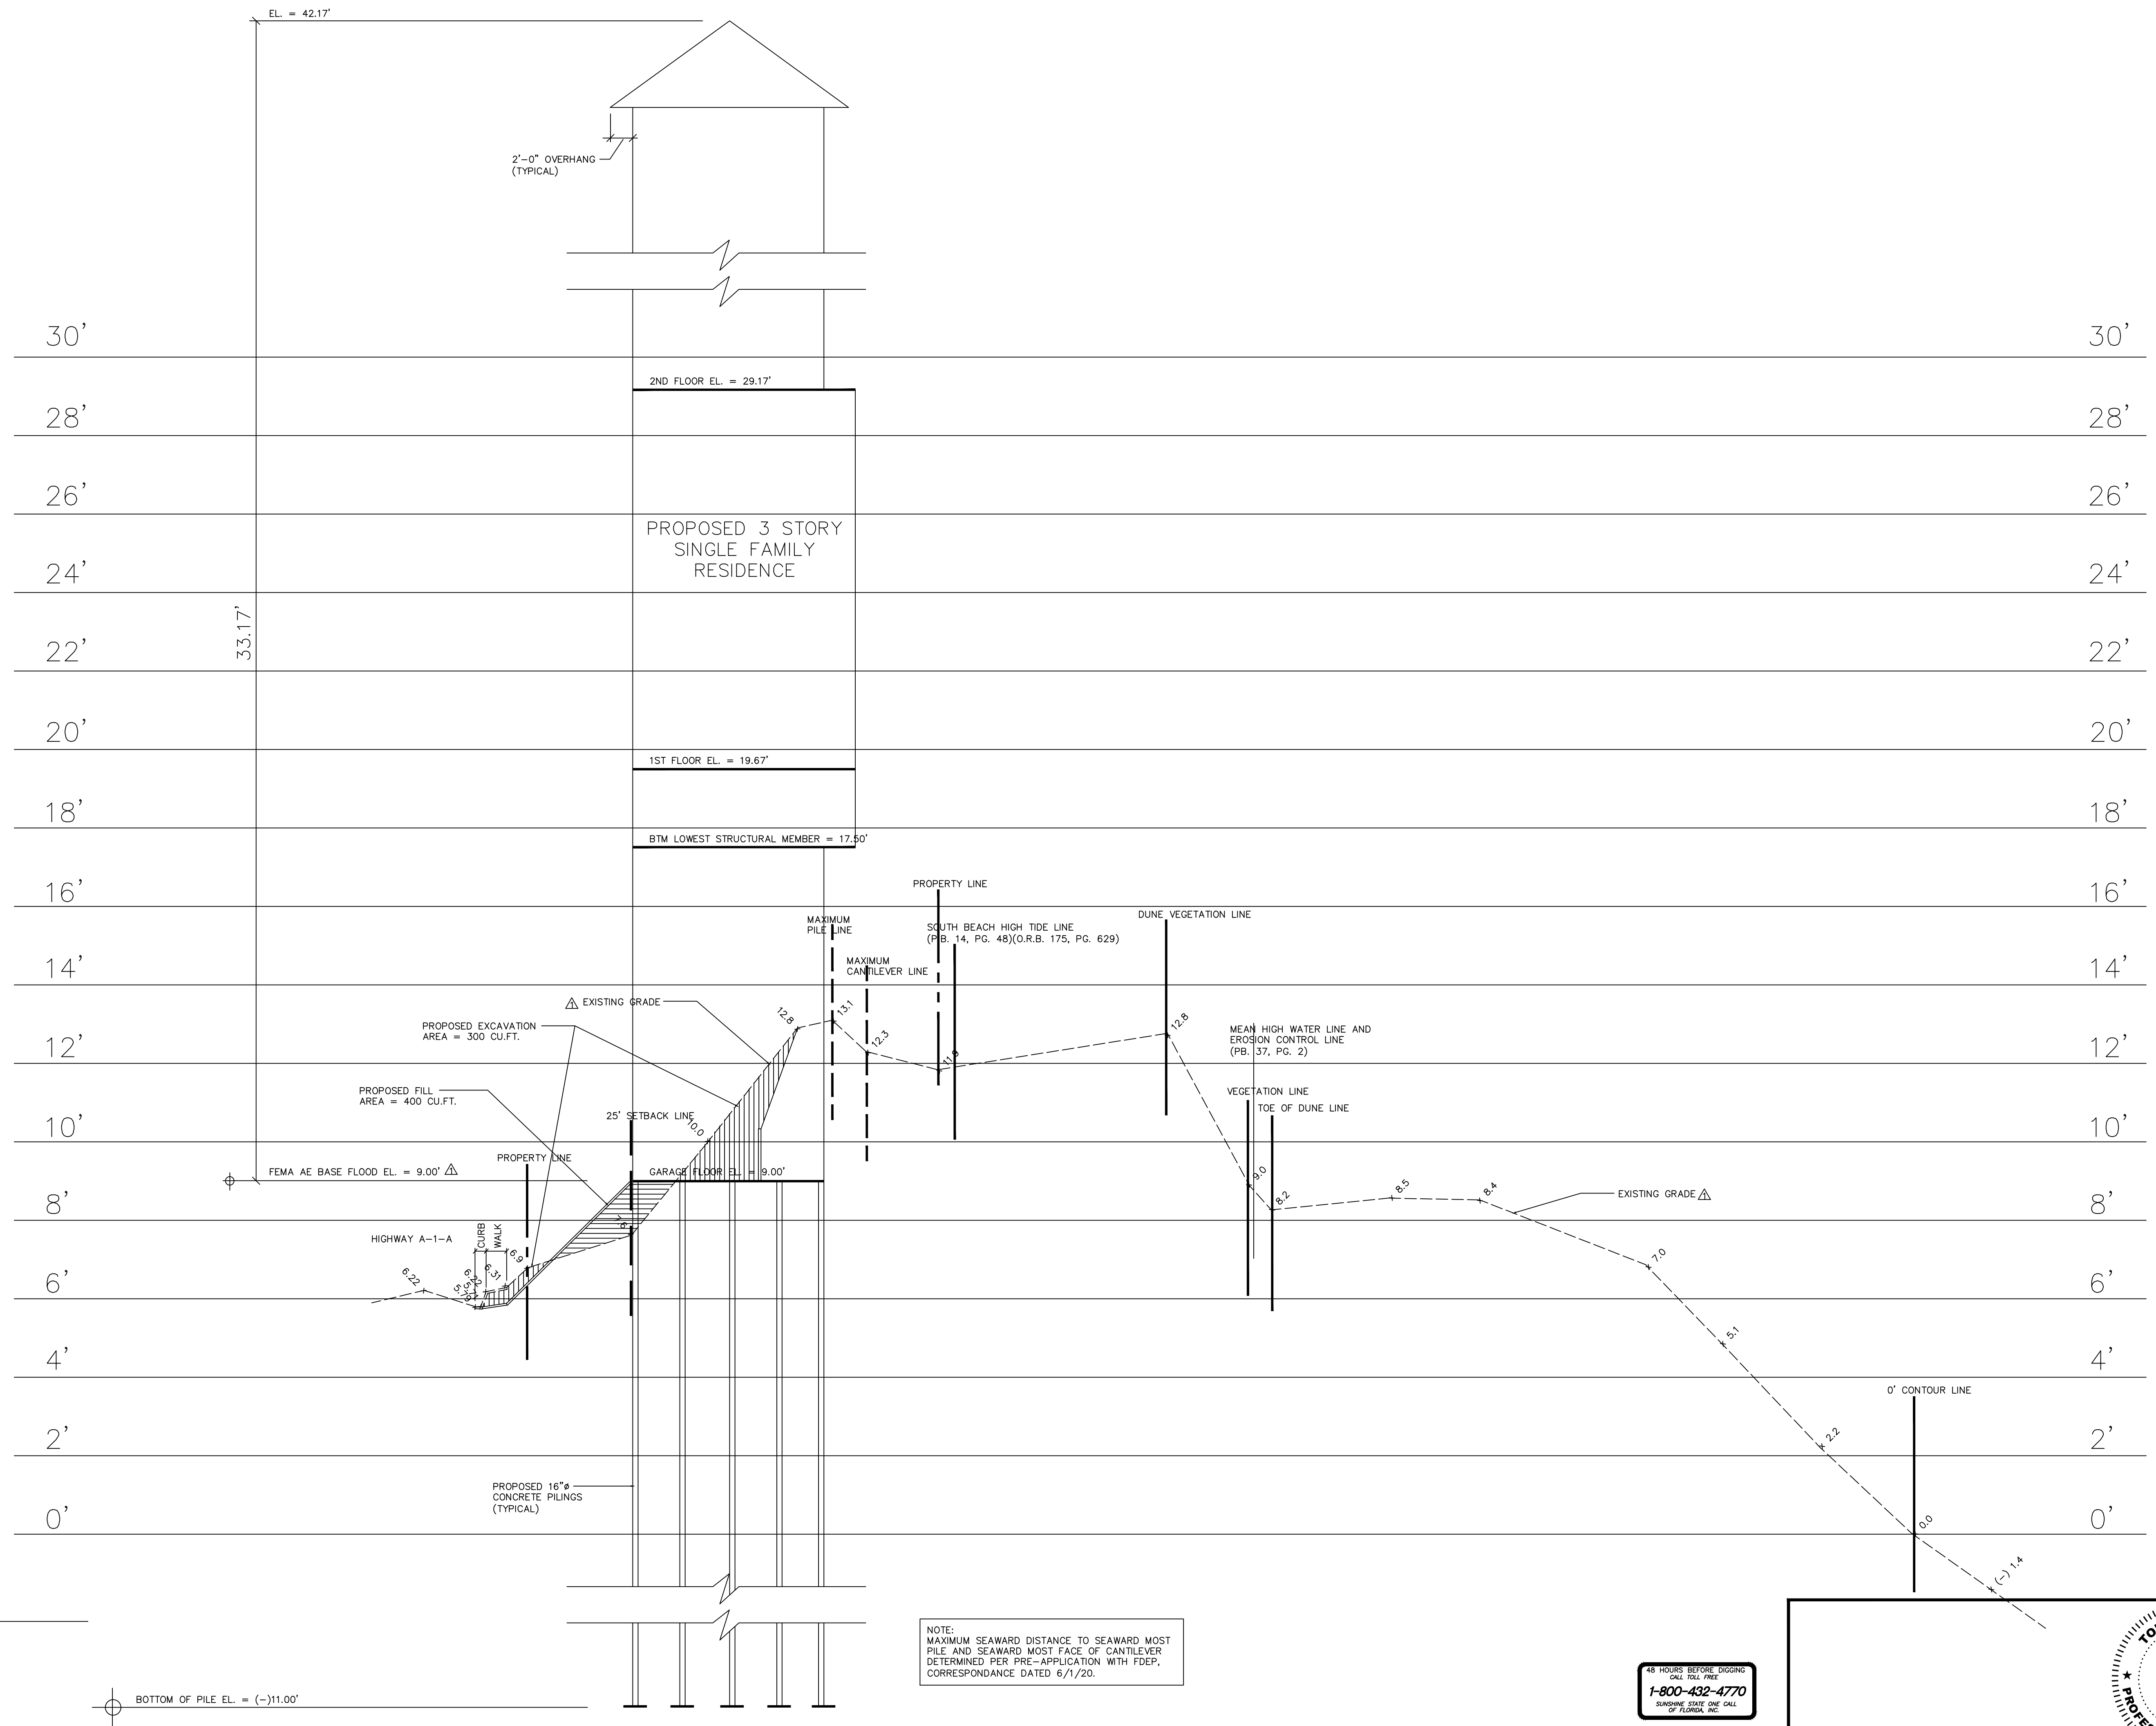 EL. = 42.17'
2'-0" OVERHANG
(TYPICAL)
30'
30'
2ND FLOOR EL. = 29.17'
28'
28'
26'
26'
PROPOSED 3 STORY
SINGLE FAMILY
RESIDENCE
24'
24'
33.17'
22'
22'
20'
20'
1ST FLOOR EL. = 19.67'
18'
18'
BTM LOWEST STRUCTURAL MEMBER = 17.50'
16'
16'
PROPERTY LINE
MAXIMUM
PILE LINE
SOUTH BEACH HIGH TIDE LINE
(P.B. 14, PG. 48)(O.R.B. 175, PG. 629)
DUNE VEGETATION LINE
14'
14'
MAXIMUM
CANTILEVER LINE
1 EXISTING GRADE
12.8
13.1
12.3
11.9
12.8
PROPOSED EXCAVATION
AREA = 300 CU.FT.
MEAN HIGH WATER LINE AND
EROSION CONTROL LINE
(PB. 37, PG. 2)
12'
12'
PROPOSED FILL
AREA = 400 CU.FT.
VEGETATION LINE
TOE OF DUNE LINE
25' SETBACK LINE
10.0
10'
10'
PROPERTY LINE
FEMA AE BASE FLOOD EL. = 9.00' 1
GARAGE FLOOR EL. = 9.00'
9.0
8.2
8.5
8.4
EXISTING GRADE 1
8'
8'
7.6
HIGHWAY A-1-A
CURB
WALK
6.9
6.31
6.22
5.71
5.79
6.22
7.0
6'
6'
5.1
4'
4'
0' CONTOUR LINE
2.2
2'
2'
PROPOSED 16"ø
CONCRETE PILINGS
(TYPICAL)
0'
0'
0.0
(-) 1.4
NOTE:
MAXIMUM SEAWARD DISTANCE TO SEAWARD MOST
PILE AND SEAWARD MOST FACE OF CANTILEVER
DETERMINED PER PRE-APPLICATION WITH FDEP,
CORRESPONDANCE DATED 6/1/20.
48 HOURS BEFORE DIGGING
CALL TOLL FREE
1-800-432-4770
SUNSHINE STATE ONE CALL
OF FLORIDA, INC.
BOTTOM OF PILE EL. = (-)11.00'